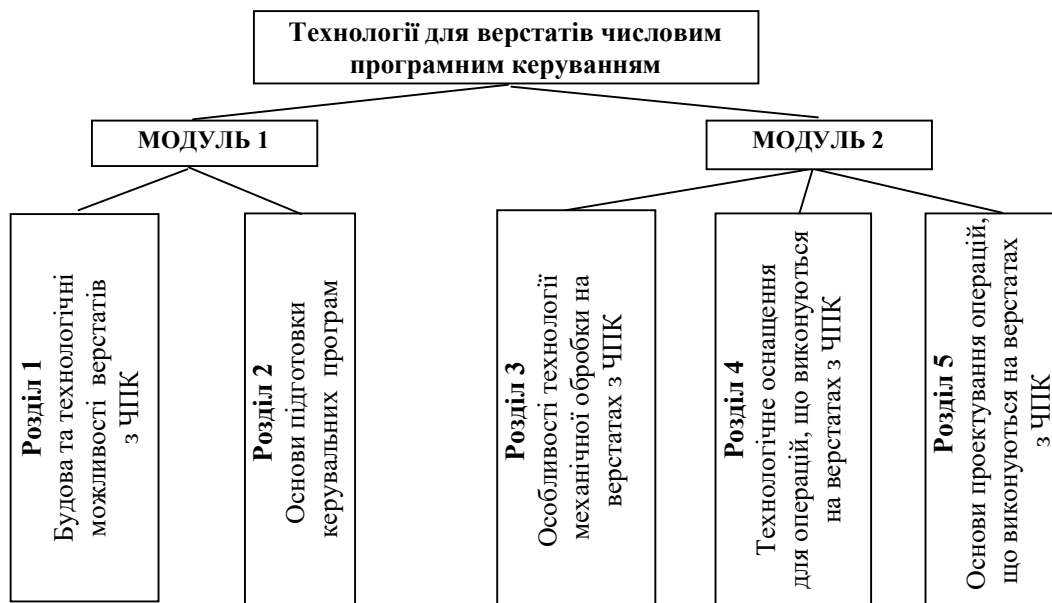 Технології для верстатів числовим
програмним керуванням
МОДУЛЬ 1
МОДУЛЬ 2
Розділ 1
Будова та технологічні
можливості верстатів
з ЧПК
Розділ 2
Основи підготовки
керувальних програм
Розділ 3
Особливості технології
механічної обробки на
верстатах з ЧПК
Розділ 4
Технологічне оснащення
для операцій, що виконуються
на верстатах з ЧПК
Розділ 5
Основи проектування операцій,
що виконуються на верстатах
з ЧПК